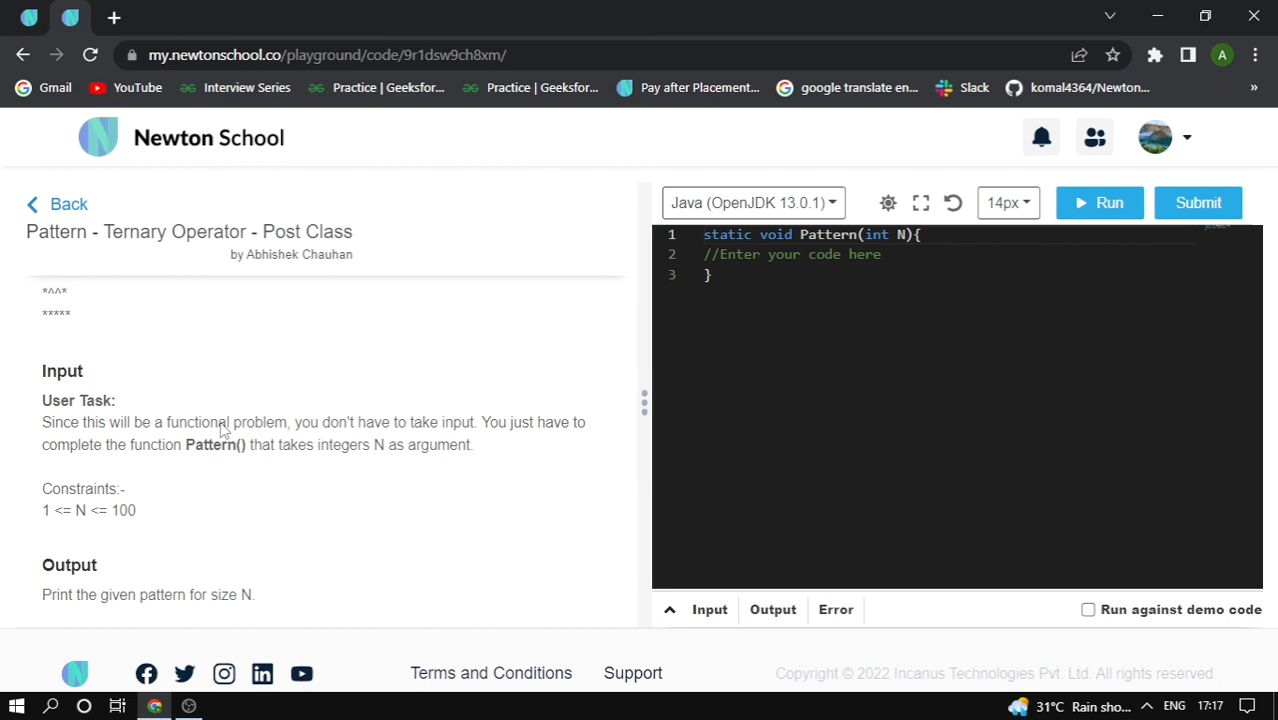 my.newtonschool.co/playground/code/9r1dsw9ch8xm/
A
Gmail YouTube Interview Series Practice | Geeksfor... Practice | Geeksfor... Pay after Placement... google translate en... Slack komal4364/Newton... »
Newton School
Back
Pattern - Ternary Operator - Post Class
by Abhishek Chauhan
*^^*
*****
Input
User Task:
Since this will be a functional problem, you don't have to take input. You just have to
complete the function Pattern() that takes integers N as argument.
Constraints:-
1 <= N <= 100
Output
Print the given pattern for size N.
Java (OpenJDK 13.0.1) 14px Run Submit
1 static void Pattern(int N){
2 //Enter your code here
3 }
Input Output Error Run against demo code
Terms and Conditions Support Copyright © 2022 Incanus Technologies Pvt. Ltd. All rights reserved.
31°C Rain sho... ENG 17:17